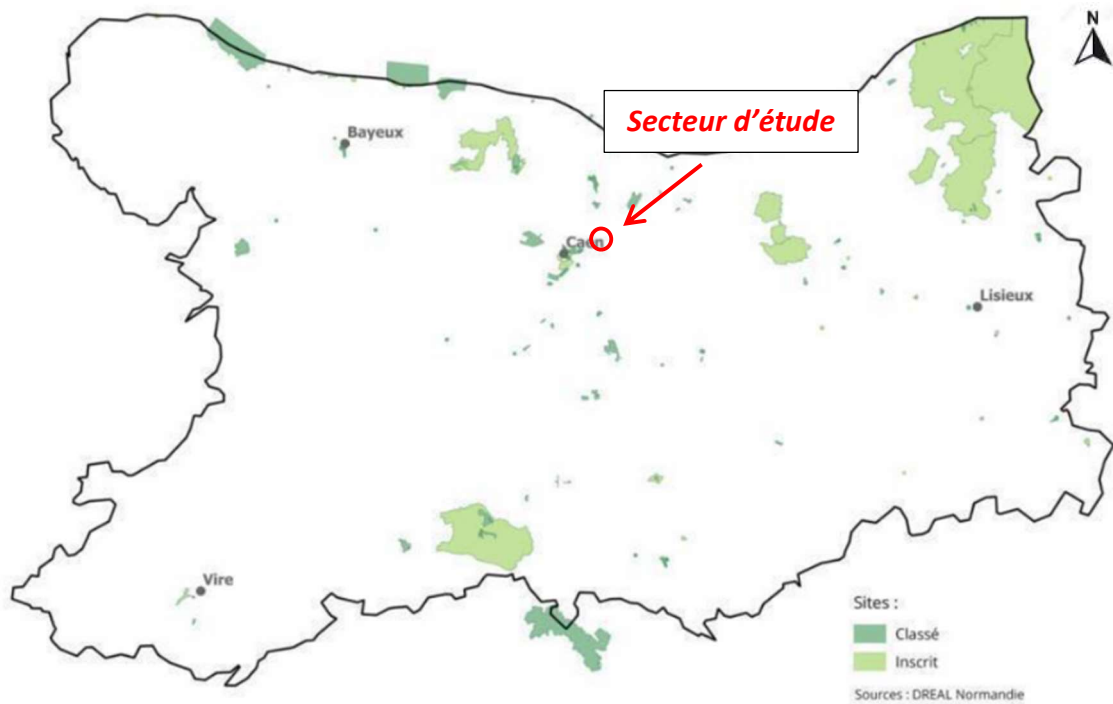 N
Secteur d’étude
Bayeux
Caen
Lisieux
Vire
Sites :
Classé
Inscrit
Sources : DREAL Normandie